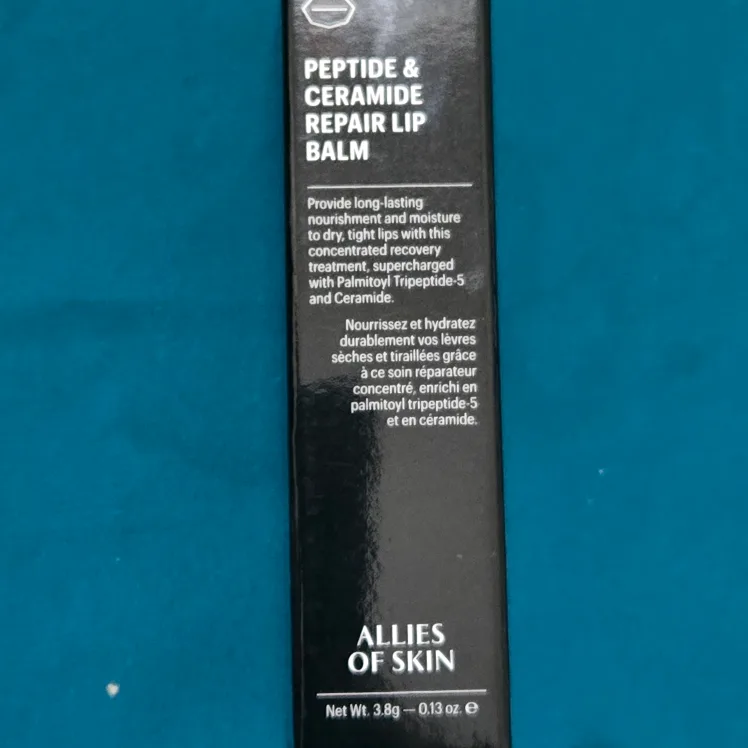 PEPTIDE &
CERAMIDE
REPAIR LIP
BALM
Provide long-lasting
nourishment and moisture
to dry, tight lips with this
concentrated recovery
treatment, supercharged
with Palmitoyl Tripeptide-5
and Ceramide.
Nourrissez et hydratez
durablement vos lèvres
sèches et tiraillées grâce
à ce soin réparateur
concentré, enrichi en
palmitoyl tripeptide-5
et en céramide.
ALLIES
OF SKIN
Net Wt. 3.8g — 0.13 oz. ℮